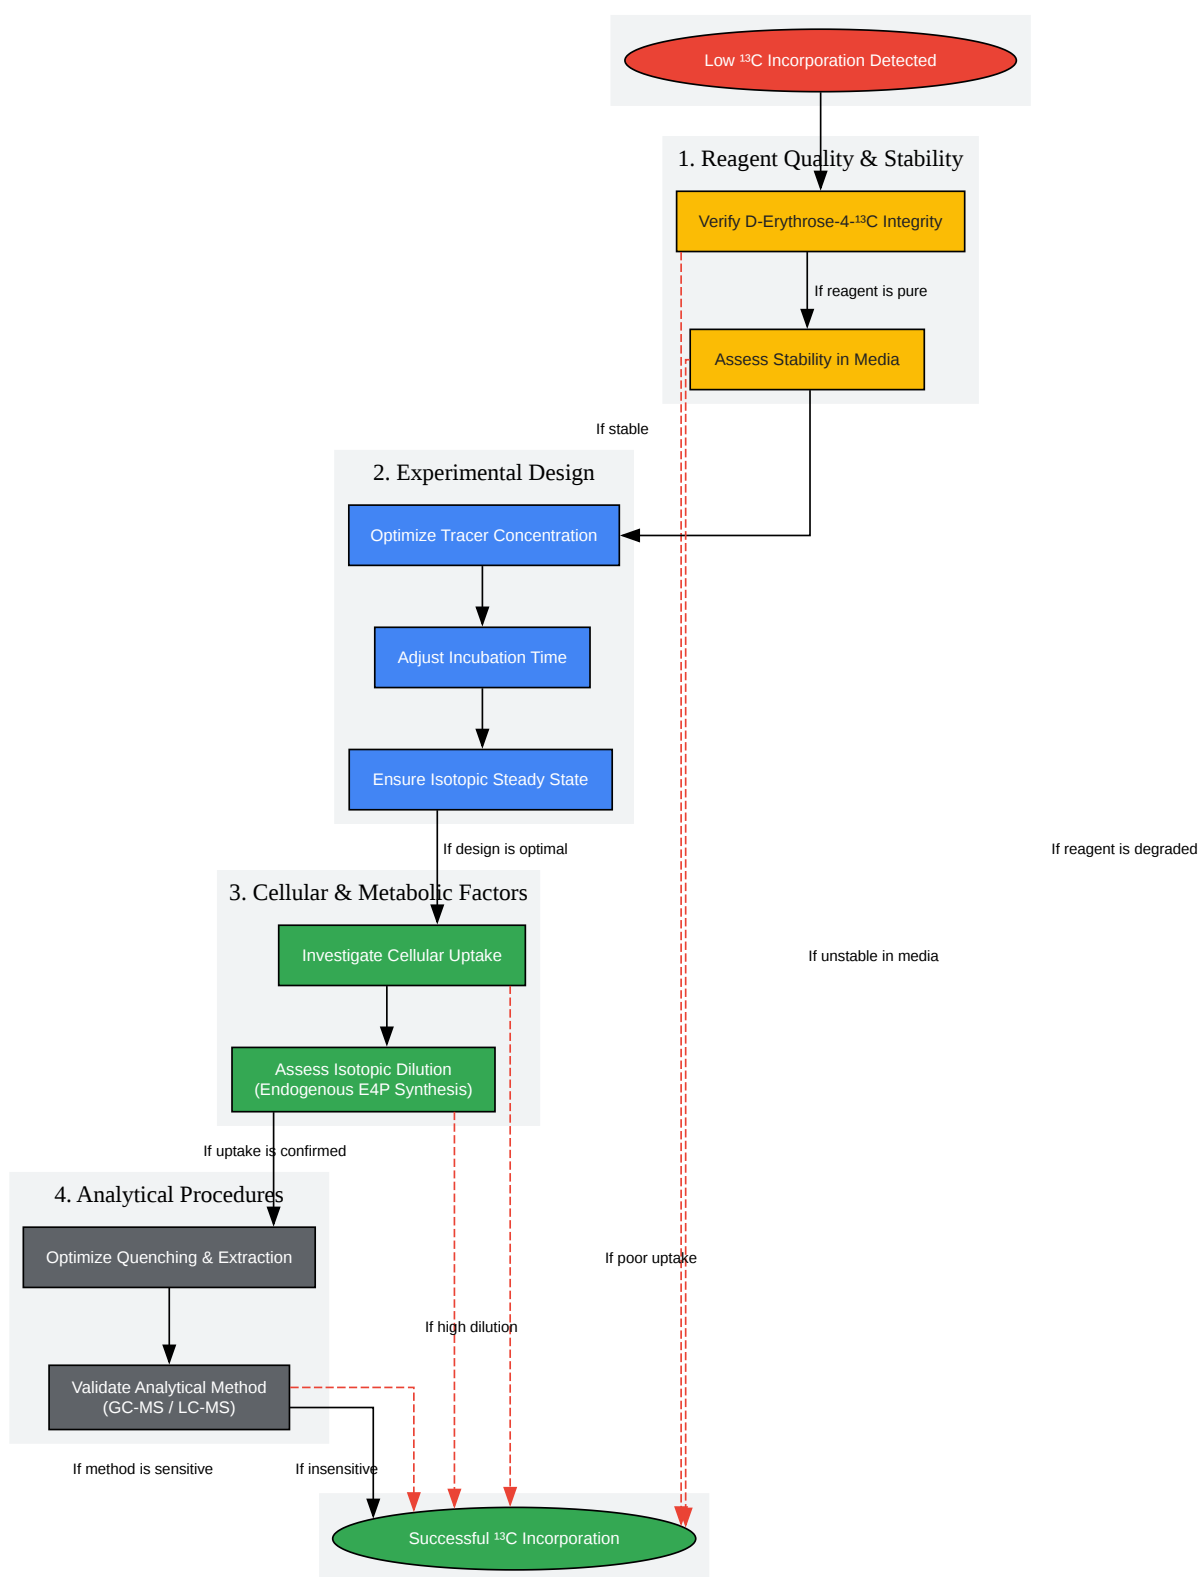 Low ¹³C Incorporation Detected
1. Reagent Quality & Stability
Verify D-Erythrose-4-¹³C Integrity
If reagent is pure
Assess Stability in Media
If stable
2. Experimental Design
Optimize Tracer Concentration
Adjust Incubation Time
Ensure Isotopic Steady State
If design is optimal
If reagent is degraded
3. Cellular & Metabolic Factors
Investigate Cellular Uptake
If unstable in media
Assess Isotopic Dilution
(Endogenous E4P Synthesis)
If uptake is confirmed
4. Analytical Procedures
Optimize Quenching & Extraction
If poor uptake
If high dilution
Validate Analytical Method
(GC-MS / LC-MS)
If method is sensitive
If insensitive
Successful ¹³C Incorporation